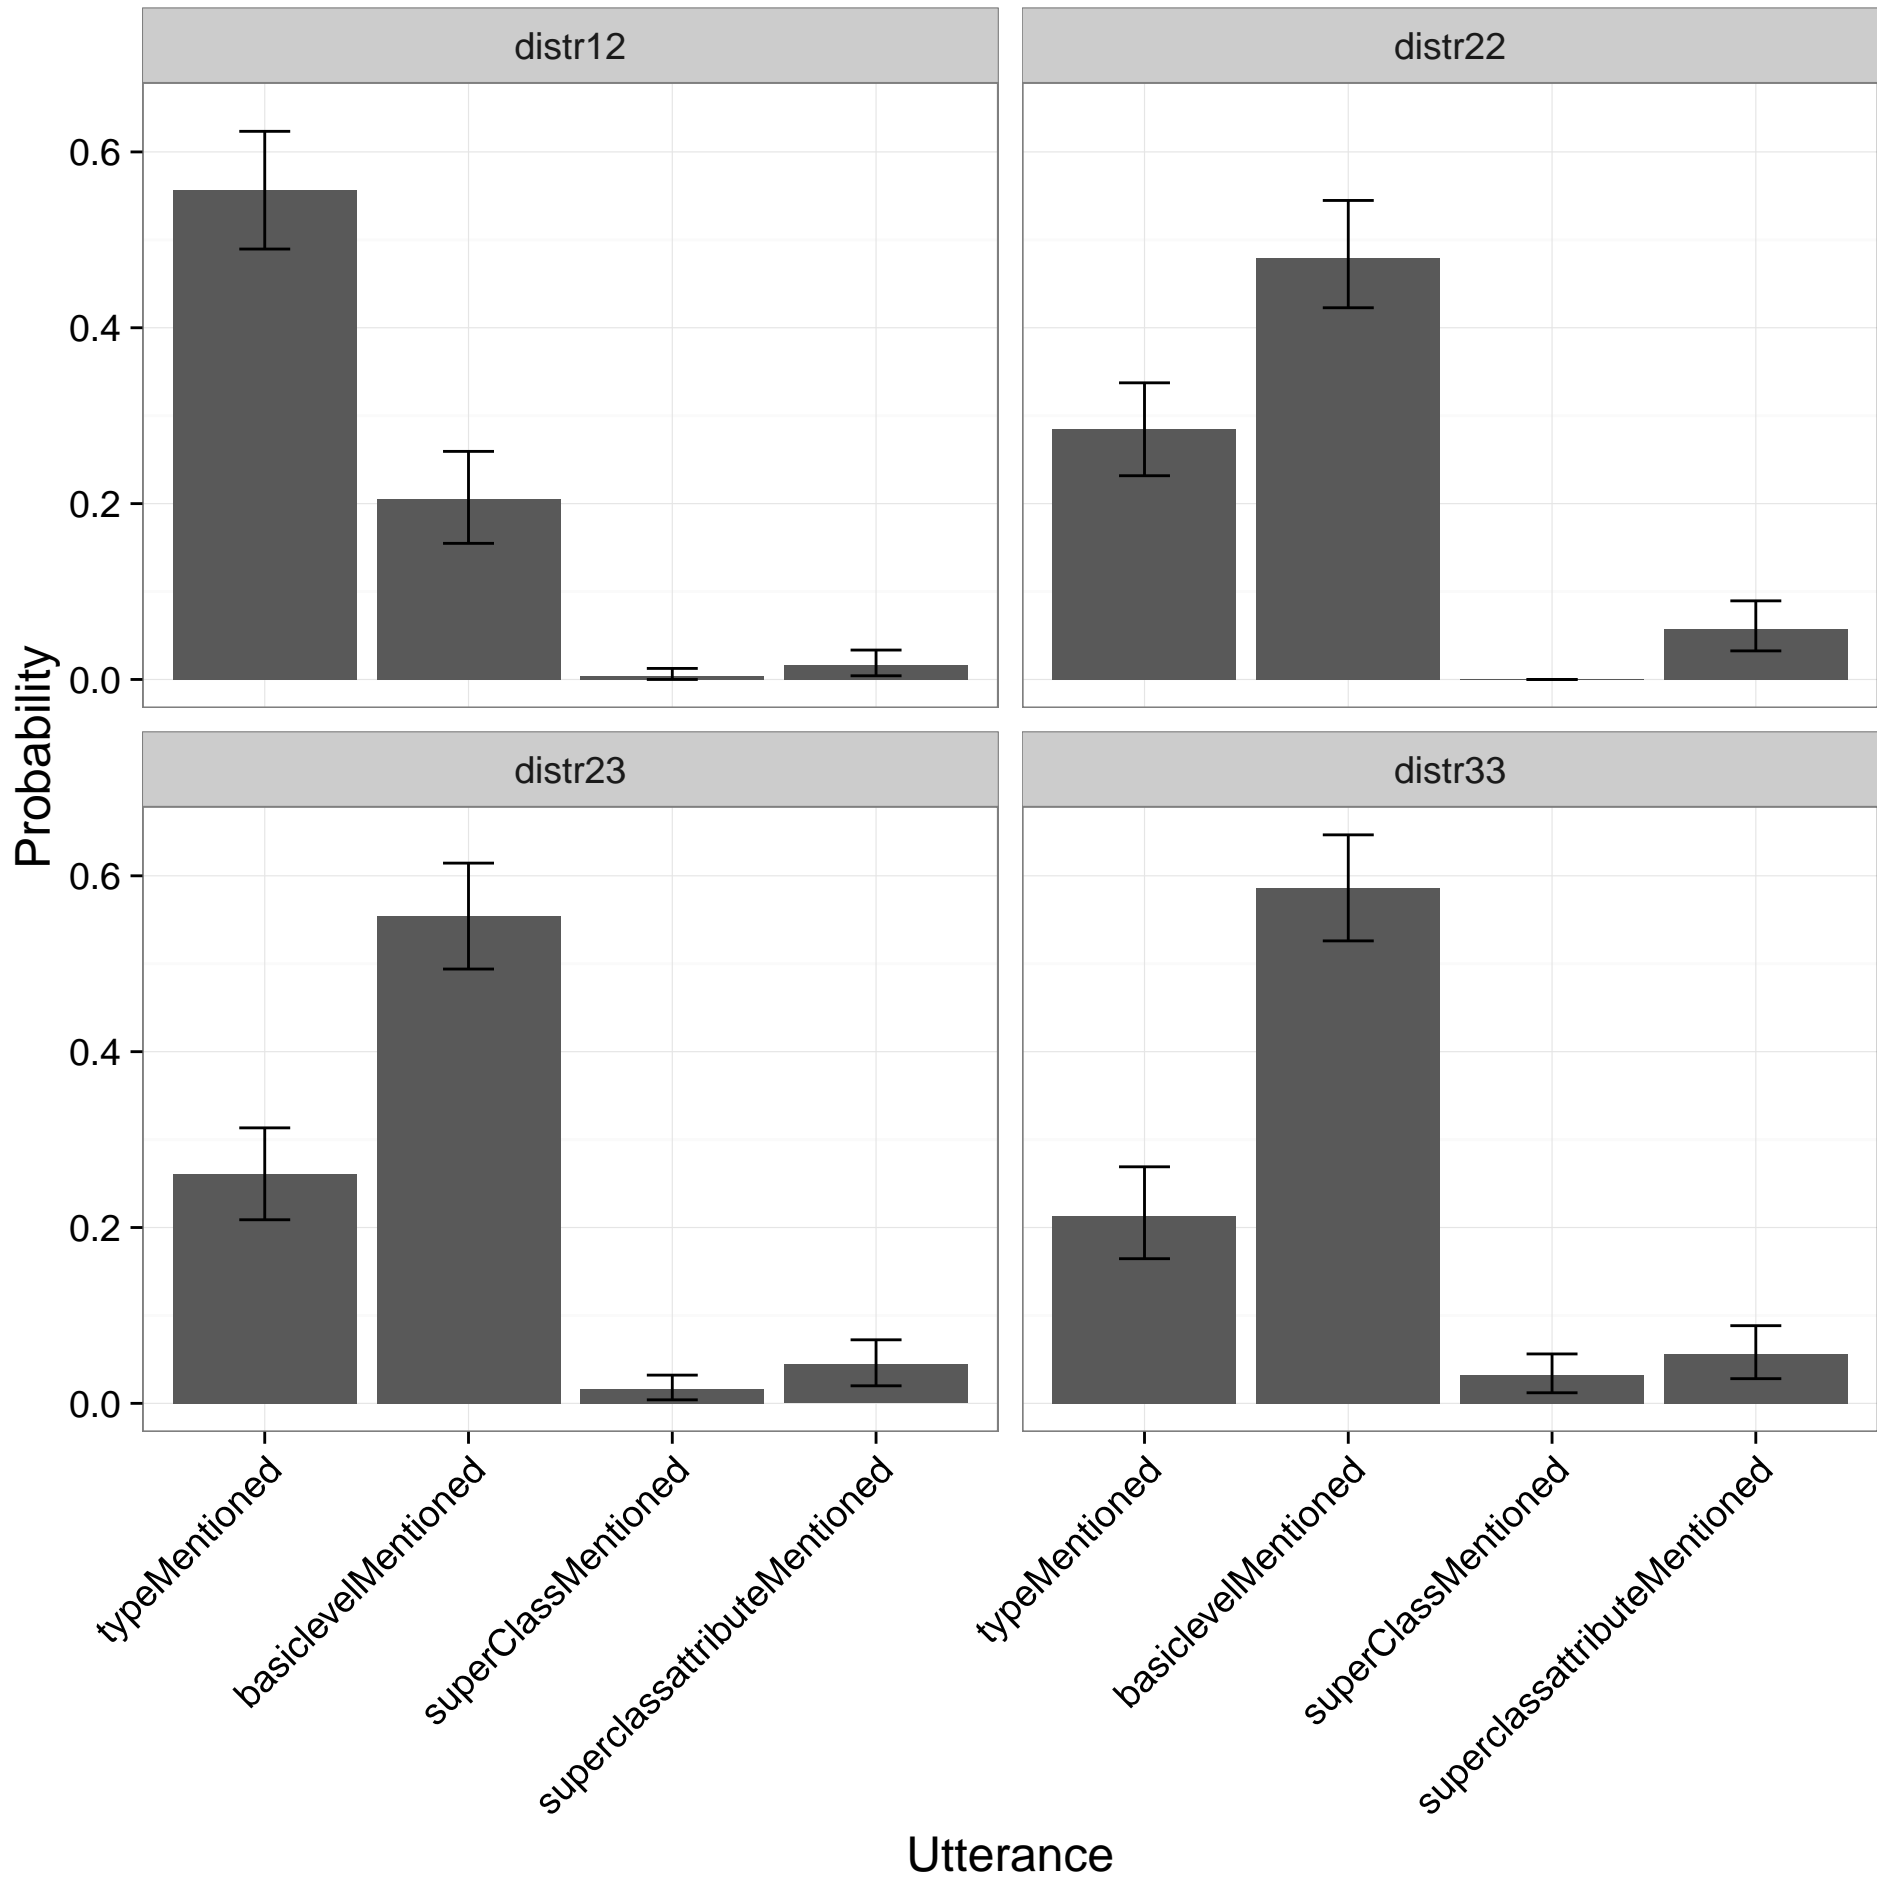 distr12
distr22
0.6
0.4
0.2
0.0
distr23
distr33
0.6
0.4
0.2
0.0
Probability
typeMentioned
basiclevelMentioned
superClassMentioned
superclassattributeMentioned
typeMentioned
basiclevelMentioned
superClassMentioned
superclassattributeMentioned
Utterance